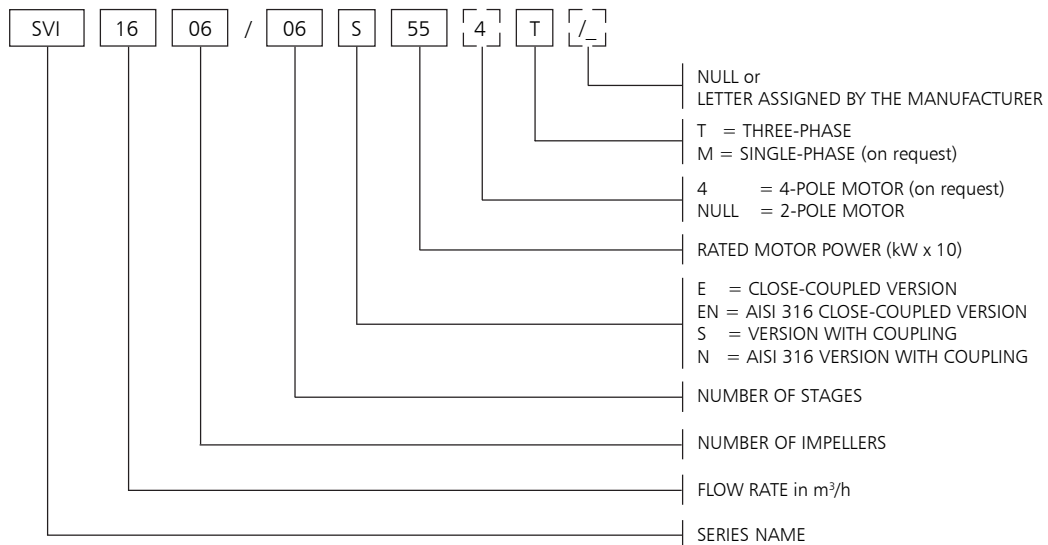 SVI 16 06 / 06 S 55 4 T /_
NULL or
LETTER ASSIGNED BY THE MANUFACTURER
T = THREE-PHASE
M = SINGLE-PHASE (on request)
4 = 4-POLE MOTOR (on request)
NULL = 2-POLE MOTOR
RATED MOTOR POWER (kW x 10)
E = CLOSE-COUPLED VERSION
EN = AISI 316 CLOSE-COUPLED VERSION
S = VERSION WITH COUPLING
N = AISI 316 VERSION WITH COUPLING
NUMBER OF STAGES
NUMBER OF IMPELLERS
FLOW RATE in m³/h
SERIES NAME